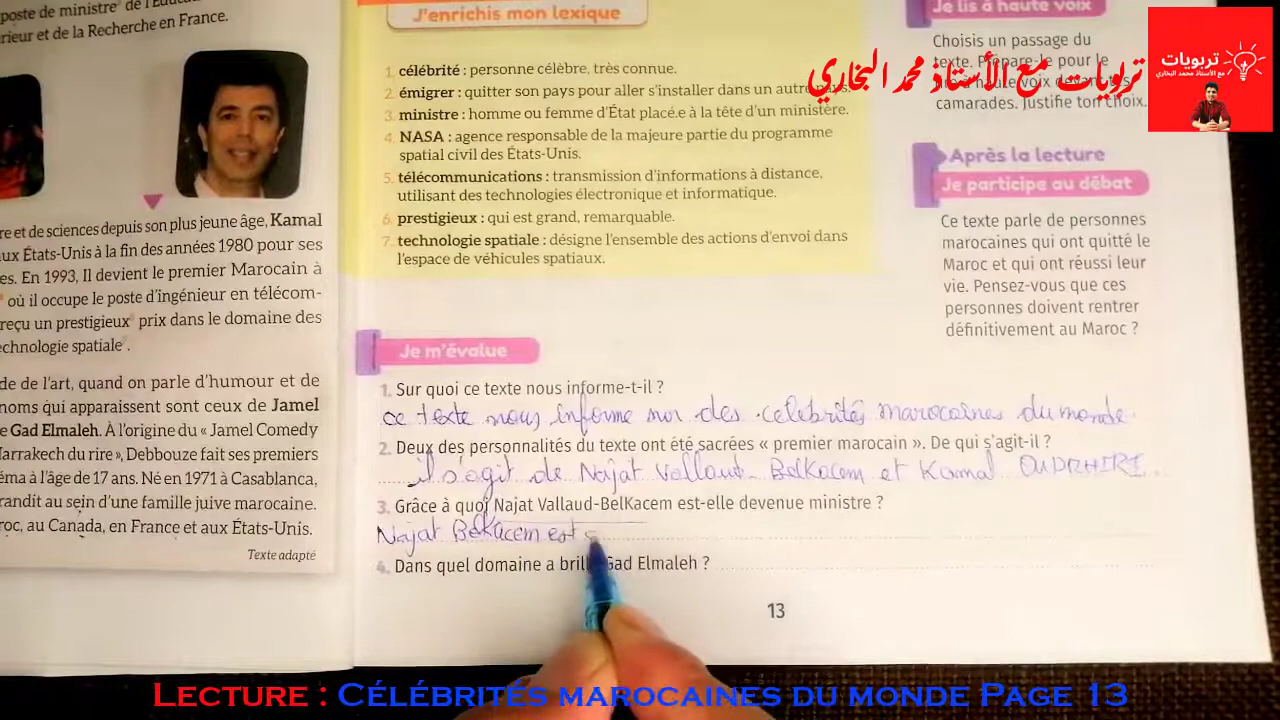 poste de ministre
rieur et de la Recherche en France.
re et de sciences depuis son plus jeune âge, Kamal
ux États-Unis à la fin des années 1980 pour ses
es. En 1993, Il devient le premier Marocain à
où il occupe le poste d'ingénieur en télécom-
reçu un prestigieux prix dans le domaine des
echnologie spatiale.
de de l'art, quand on parle d'humour et de
noms qui apparaissent sont ceux de Jamel
e Gad Elmaleh. À l'origine du « Jamel Comedy
Marrakech du rire », Debbouze fait ses premiers
éma à l'âge de 17 ans. Né en 1971 à Casablanca,
randit au sein d'une famille juive marocaine.
roc, au Canada, en France et aux États-Unis.
Texte adapté
J'enrichis mon lexique
1. célébrité : personne célèbre, très connue.
2. émigrer : quitter son pays pour aller s'installer dans un autre pays.
3. ministre : homme ou femme d'État placé.e à la tête d'un ministère.
4. NASA : agence responsable de la majeure partie du programme
spatial civil des États-Unis.
5. télécommunications : transmission d'informations à distance,
utilisant des technologies électronique et informatique.
6. prestigieux : qui est grand, remarquable.
7. technologie spatiale : désigne l'ensemble des actions d'envoi dans
l'espace de véhicules spatiaux.
Je lis à haute voix
Choisis un passage du
texte. Prépare-le pour le
haute voix
camarades. Justifie ton choix.
تربويات مع الأستاذ محمد البخاري
تربويات
مع الأستاذ محمد البخاري
Après la lecture
Je participe au débat
Ce texte parle de personnes
marocaines qui ont quitté le
Maroc et qui ont réussi leur
vie. Pensez-vous que ces
personnes doivent rentrer
définitivement au Maroc ?
Je m'évalue
1. Sur quoi ce texte nous informe-t-il ?
ce texte nous informe sur des célébrités marocaines du monde
2. Deux des personnalités du texte ont été sacrées « premier marocain ». De qui s'agit-il ?
il s'agit de Najat Vallaut-Belkacem et Kamal OUDRHIRI
3. Grâce à quoi Najat Vallaud-BelKacem est-elle devenue ministre ?
Najat Belkacem est
4. Dans quel domaine a brillé Gad Elmaleh ?
13
Lecture : Célébrités marocaines du monde Page 13